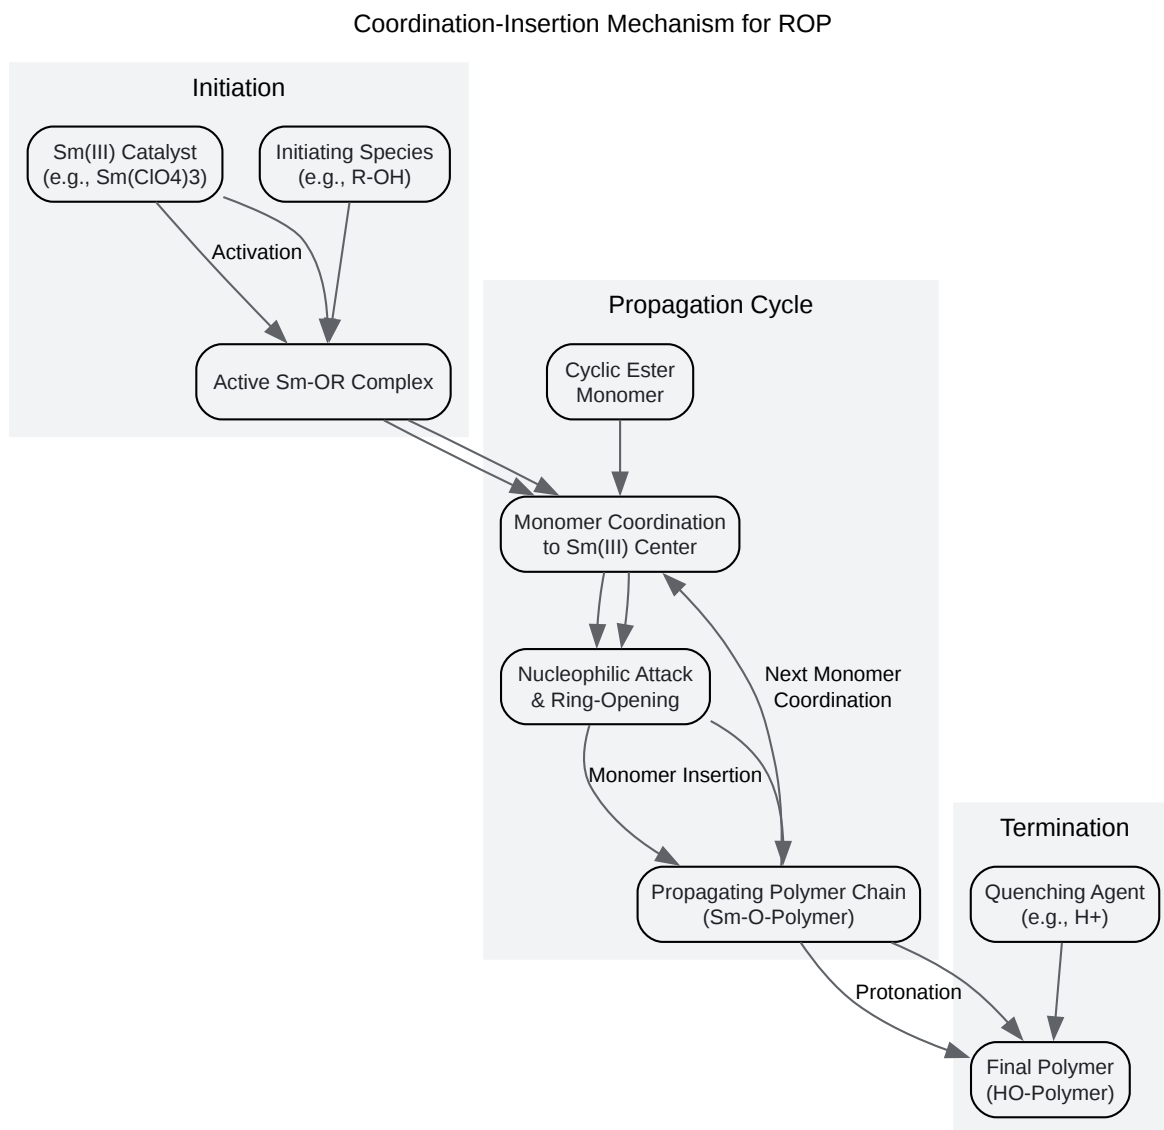 Coordination-Insertion Mechanism for ROP
Initiation
Sm(III) Catalyst
(e.g., Sm(ClO4)3)
Initiating Species
(e.g., R-OH)
Activation
Active Sm-OR Complex
Propagation Cycle
Cyclic Ester
Monomer
Monomer Coordination
to Sm(III) Center
Nucleophilic Attack
& Ring-Opening
Next Monomer
Coordination
Monomer Insertion
Propagating Polymer Chain
(Sm-O-Polymer)
Termination
Quenching Agent
(e.g., H+)
Protonation
Final Polymer
(HO-Polymer)